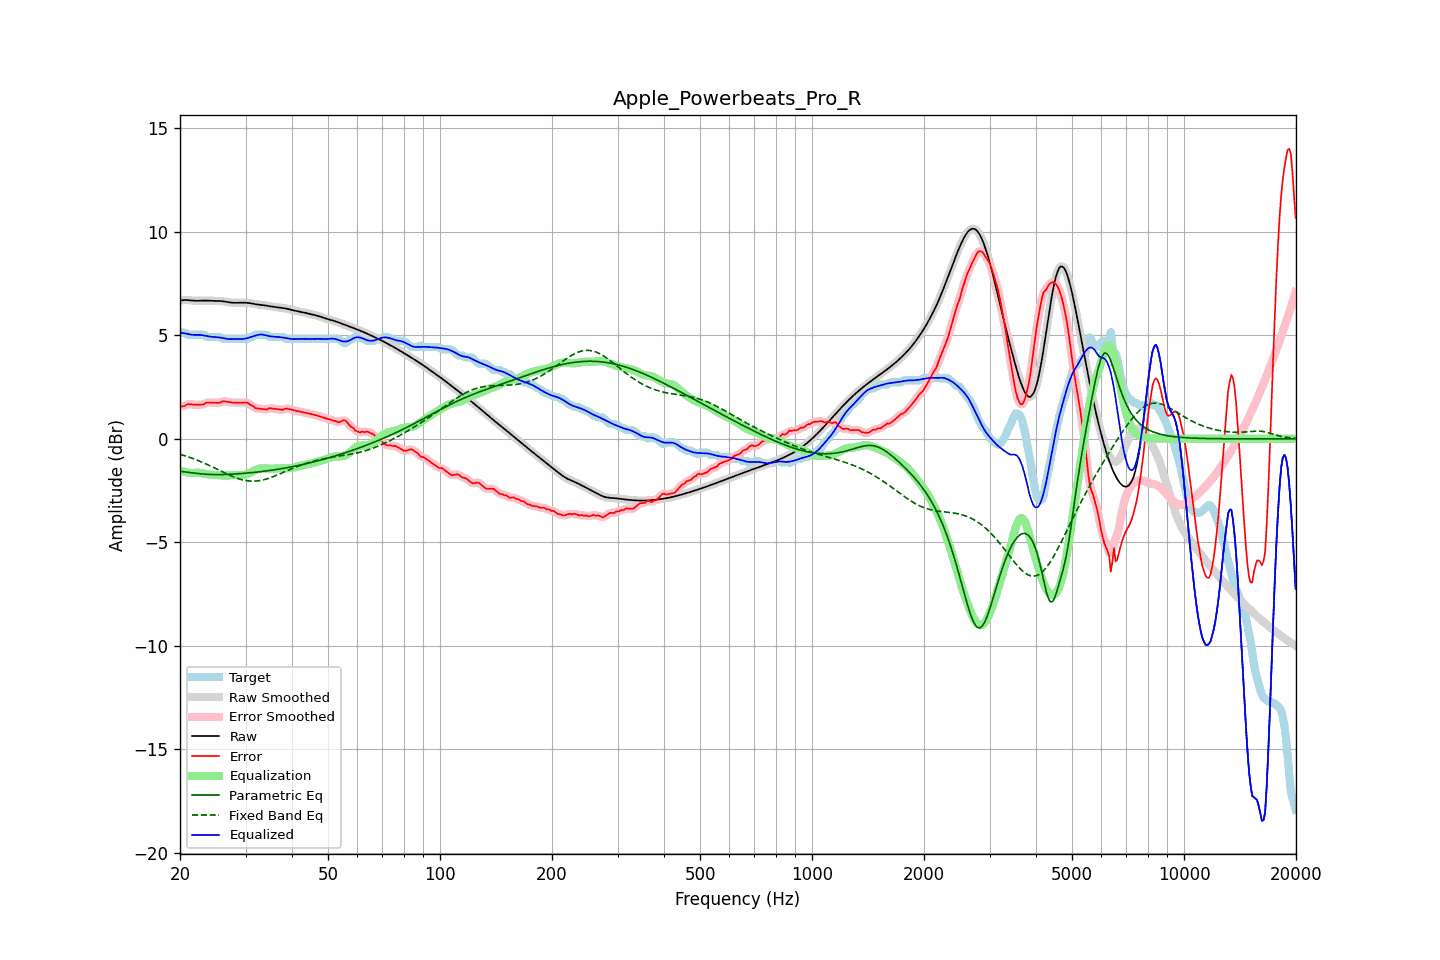 Apple_Powerbeats_Pro_R
Amplitude (dBr)
15
10
5
0
−5
−10
−15
−20
Target
Raw Smoothed
Error Smoothed
Raw
Error
Equalization
Parametric Eq
Fixed Band Eq
Equalized
20 50 100 200 500 1000 2000 5000 10000 20000
Frequency (Hz)